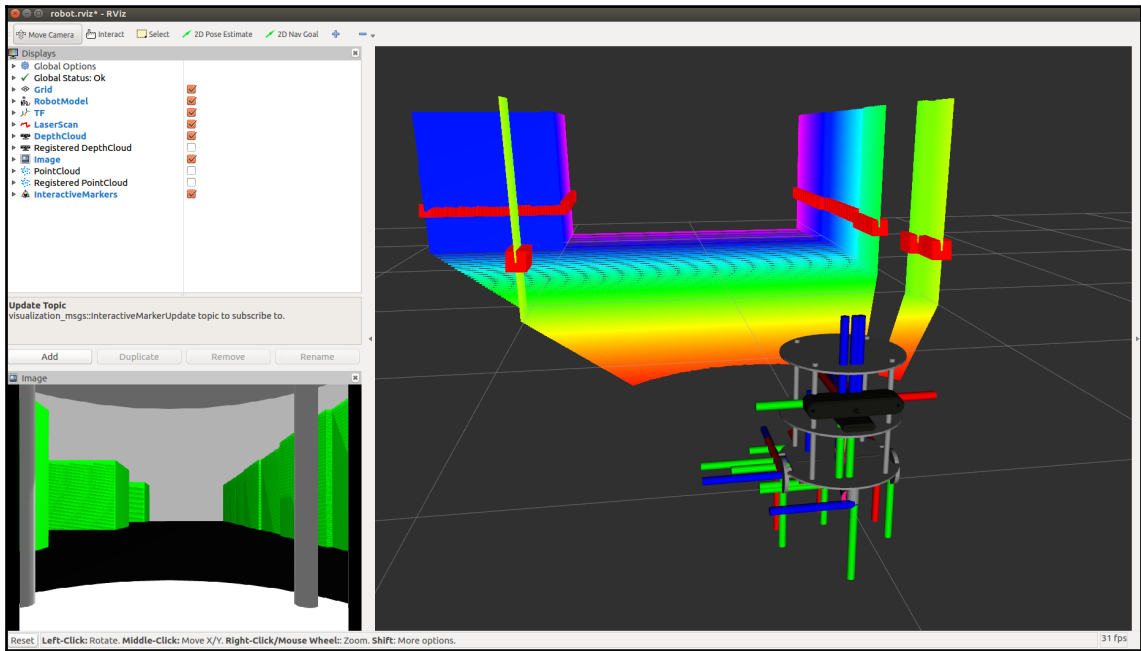 robot.rviz* - RViz
Move Camera Interact Select 2D Pose Estimate 2D Nav Goal
Displays
Global Options
Global Status: Ok
Grid
RobotModel
TF
LaserScan
DepthCloud
Registered DepthCloud
Image
PointCloud
Registered PointCloud
InteractiveMarkers
Update Topic
visualization_msgs::InteractiveMarkerUpdate topic to subscribe to.
Add Duplicate Remove Rename
Image
Reset Left-Click: Rotate. Middle-Click: Move X/Y. Right-Click/Mouse Wheel:: Zoom. Shift: More options. 31 fps